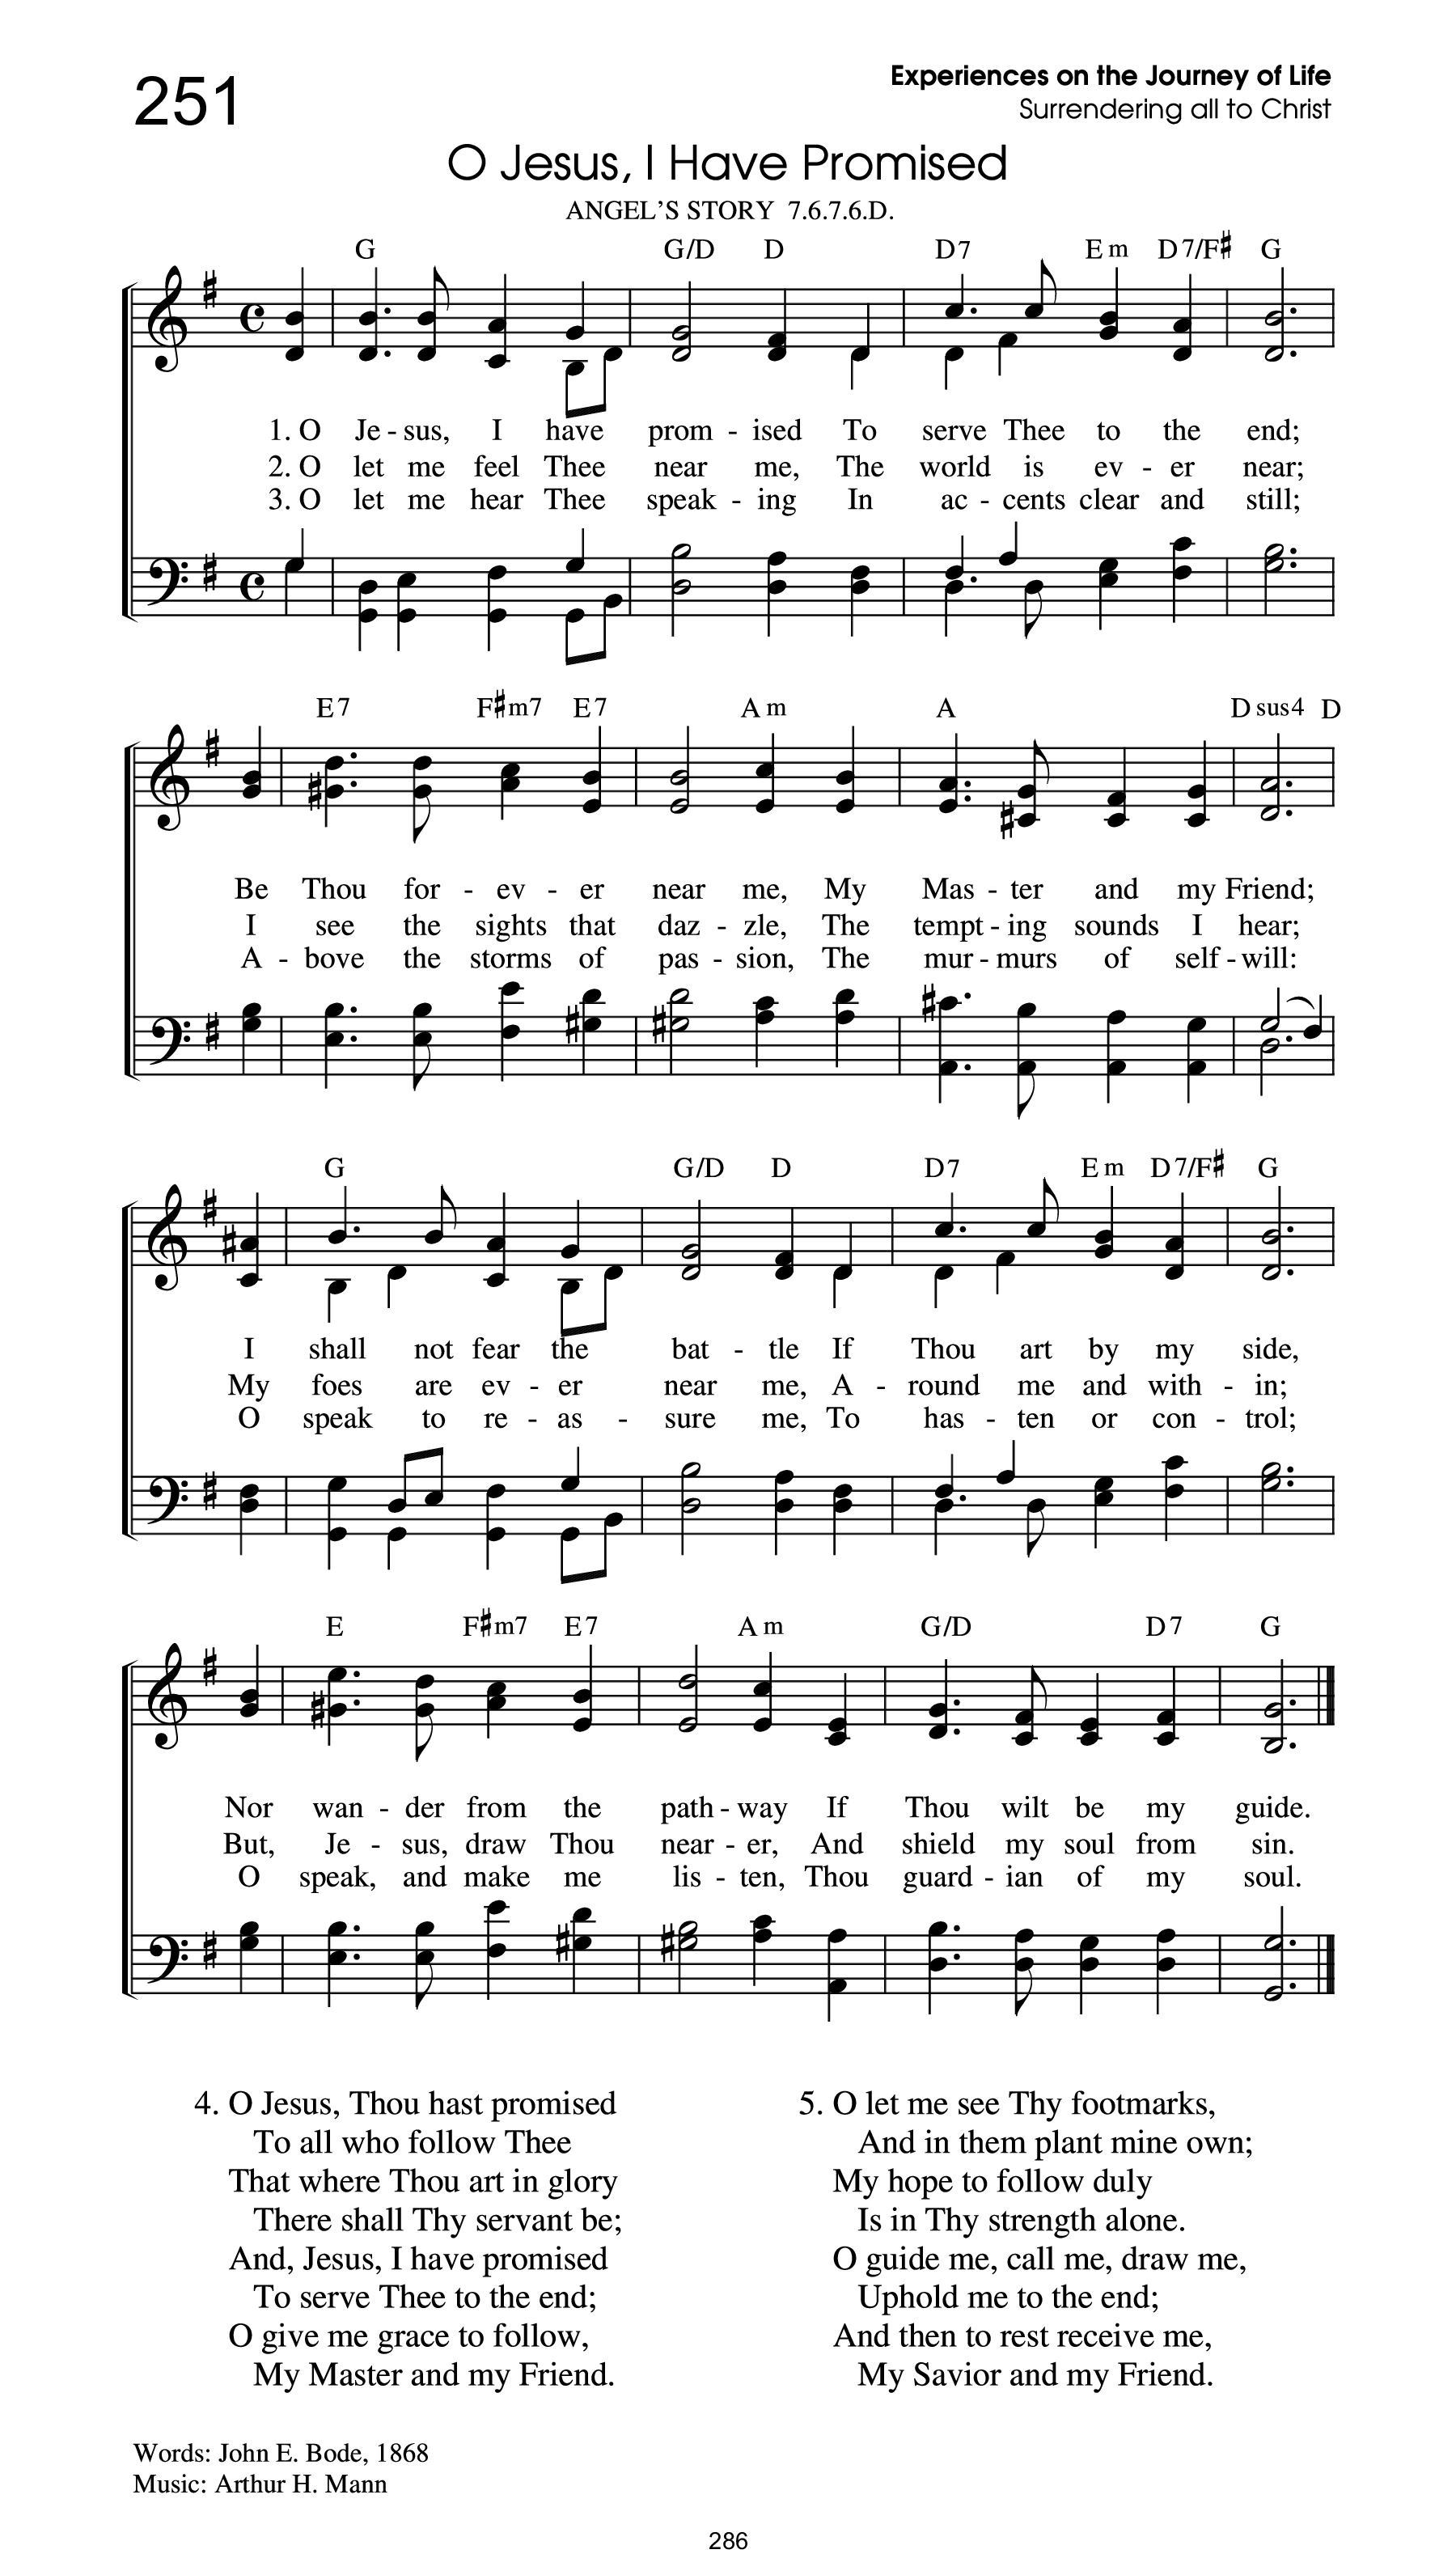 251
Experiences on the Journey of Life
Surrendering all to Christ
O Jesus, I Have Promised
ANGEL'S STORY 7.6.7.6.D.
G G/D D D7 Em D7/F♯ G
1. O Je - sus, I have prom - ised To serve Thee to the end;
2. O let me feel Thee near me, The world is ev - er near;
3. O let me hear Thee speak - ing In ac - cents clear and still;
E7 F♯m7 E7 Am A Dsus4 D
Be Thou for - ev - er near me, My Mas - ter and my Friend;
I see the sights that daz - zle, The tempt - ing sounds I hear;
A - bove the storms of pas - sion, The mur - murs of self - will:
G G/D D D7 Em D7/F♯ G
I shall not fear the bat - tle If Thou art by my side,
My foes are ev - er near me, A - round me and with - in;
O speak to re - as - sure me, To has - ten or con - trol;
E F♯m7 E7 Am G/D D7 G
Nor wan - der from the path - way If Thou wilt be my guide.
But, Je - sus, draw Thou near - er, And shield my soul from sin.
O speak, and make me lis - ten, Thou guard - ian of my soul.
4. O Jesus, Thou hast promised
To all who follow Thee
That where Thou art in glory
There shall Thy servant be;
And, Jesus, I have promised
To serve Thee to the end;
O give me grace to follow,
My Master and my Friend.
5. O let me see Thy footmarks,
And in them plant mine own;
My hope to follow duly
Is in Thy strength alone.
O guide me, call me, draw me,
Uphold me to the end;
And then to rest receive me,
My Savior and my Friend.
Words: John E. Bode, 1868
Music: Arthur H. Mann
286